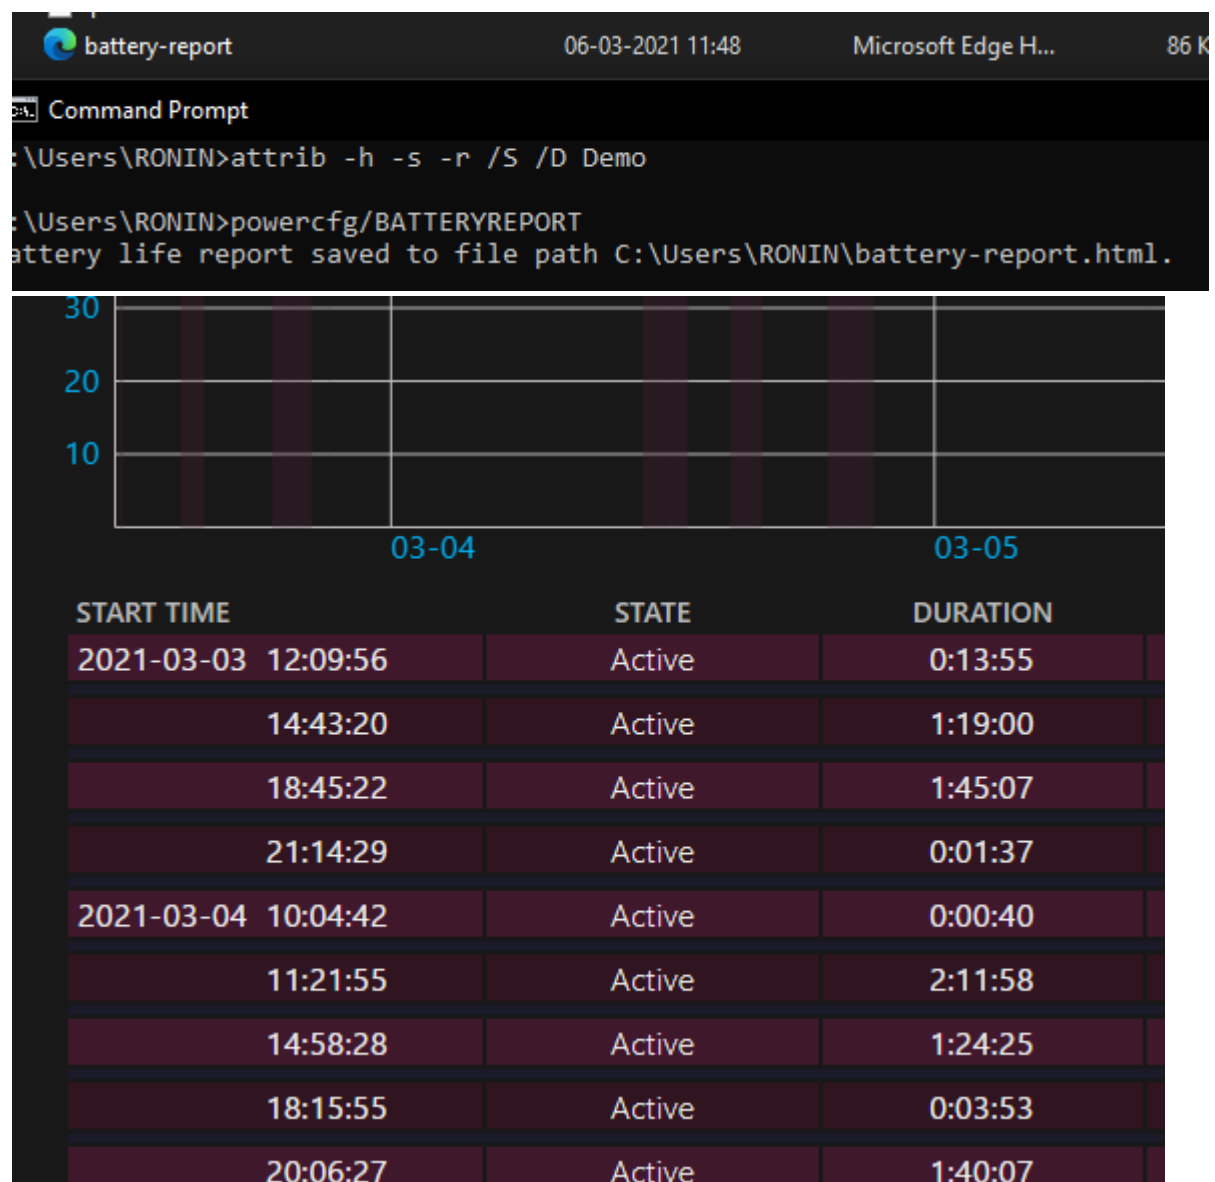 battery-report 06-03-2021 11:48 Microsoft Edge H... 86 K
Command Prompt
:\Users\RONIN>attrib -h -s -r /S /D Demo
:\Users\RONIN>powercfg/BATTERYREPORT
attery life report saved to file path C:\Users\RONIN\battery-report.html.
30
20
10
03-04 03-05
START TIME STATE DURATION
2021-03-03 12:09:56 Active 0:13:55
14:43:20 Active 1:19:00
18:45:22 Active 1:45:07
21:14:29 Active 0:01:37
2021-03-04 10:04:42 Active 0:00:40
11:21:55 Active 2:11:58
14:58:28 Active 1:24:25
18:15:55 Active 0:03:53
20:06:27 Active 1:40:07